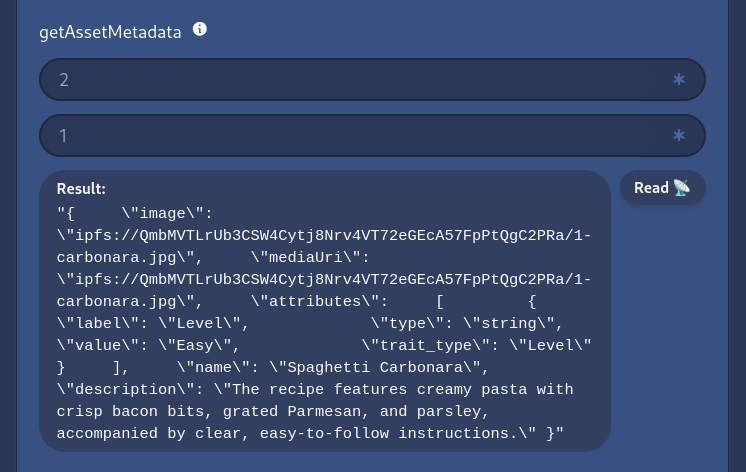 getAssetMetadata
2
1
Result:
"{     \"image\":
\"ipfs://QmbMVTLrUb3CSW4Cytj8Nrv4VT72eGEcA57FpPtQgC2PRa/1-
carbonara.jpg\",     \"mediaUri\":
\"ipfs://QmbMVTLrUb3CSW4Cytj8Nrv4VT72eGEcA57FpPtQgC2PRa/1-
carbonara.jpg\",     \"attributes\":     [         {
\"label\": \"Level\",             \"type\": \"string\",
\"value\": \"Easy\",             \"trait_type\": \"Level\"
}     ],     \"name\": \"Spaghetti Carbonara\",
\"description\": \"The recipe features creamy pasta with
crisp bacon bits, grated Parmesan, and parsley,
accompanied by clear, easy-to-follow instructions.\" }"
Read 📡